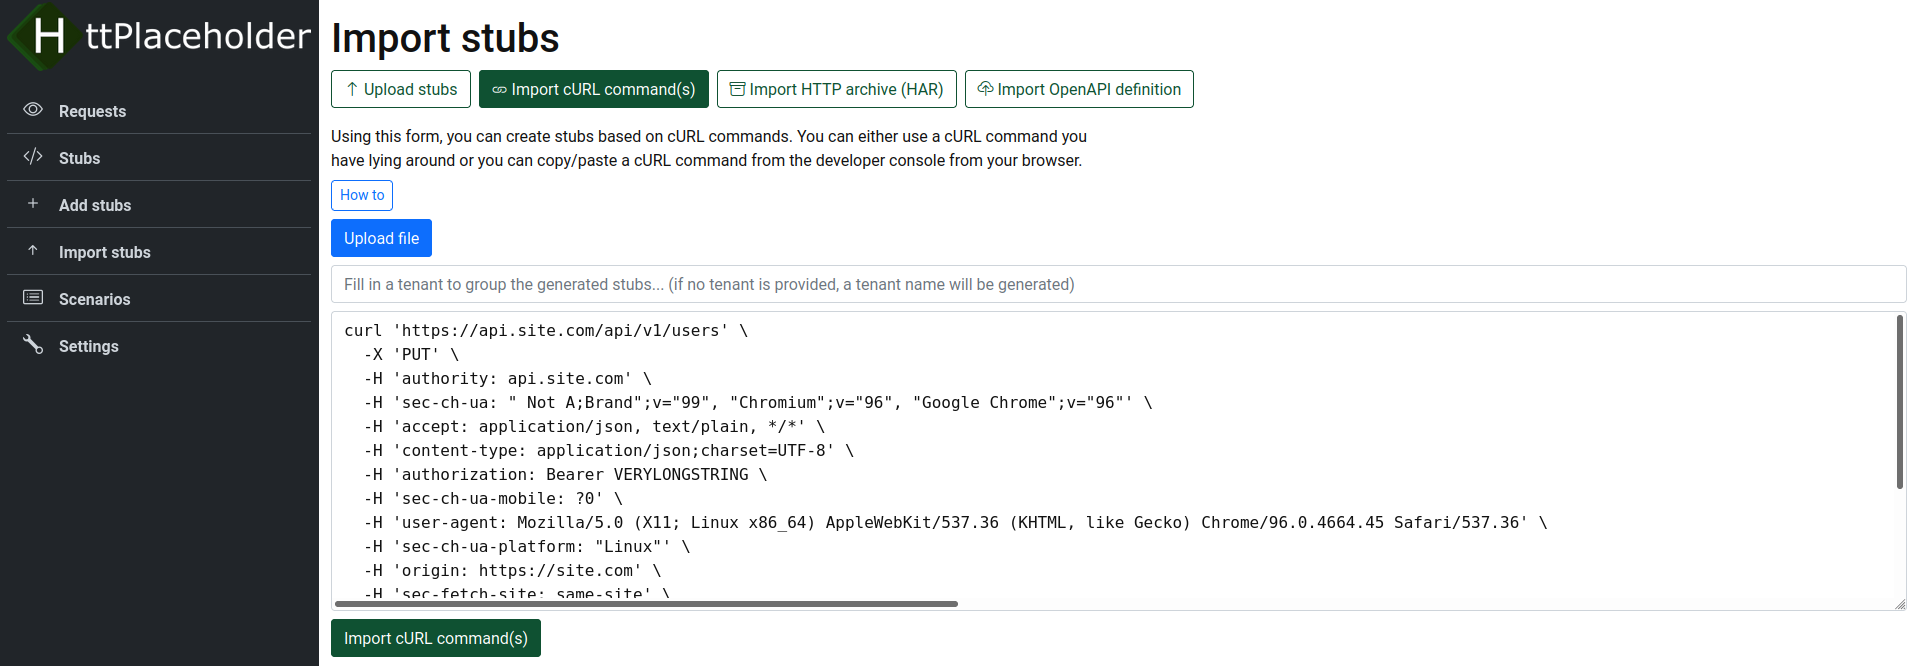 HttPlaceholder
Requests
Stubs
Add stubs
Import stubs
Scenarios
Settings
Import stubs
Upload stubs
Import cURL command(s)
Import HTTP archive (HAR)
Import OpenAPI definition
Using this form, you can create stubs based on cURL commands. You can either use a cURL command you
have lying around or you can copy/paste a cURL command from the developer console from your browser.
How to
Upload file
Fill in a tenant to group the generated stubs... (if no tenant is provided, a tenant name will be generated)
curl 'https://api.site.com/api/v1/users' \
-X 'PUT' \
-H 'authority: api.site.com' \
-H 'sec-ch-ua: " Not A;Brand";v="99", "Chromium";v="96", "Google Chrome";v="96"' \
-H 'accept: application/json, text/plain, */*' \
-H 'content-type: application/json;charset=UTF-8' \
-H 'authorization: Bearer VERYLONGSTRING \
-H 'sec-ch-ua-mobile: ?0' \
-H 'user-agent: Mozilla/5.0 (X11; Linux x86_64) AppleWebKit/537.36 (KHTML, like Gecko) Chrome/96.0.4664.45 Safari/537.36' \
-H 'sec-ch-ua-platform: "Linux"' \
-H 'origin: https://site.com' \
-H 'sec-fetch-site: same-site' \
Import cURL command(s)